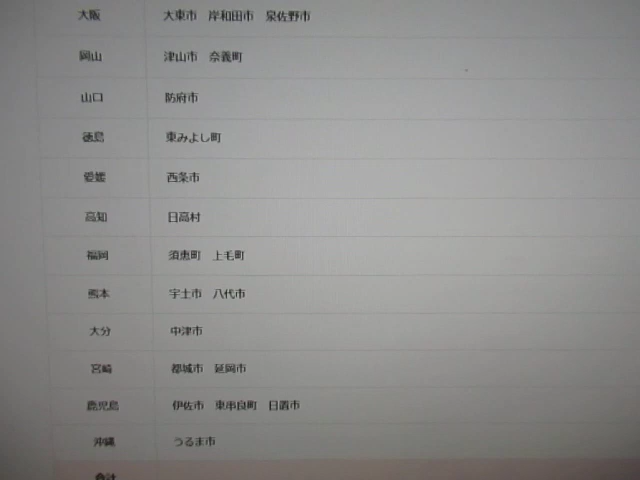 大阪 大東市 岸和田市 泉佐野市
岡山 津山市 奈義町
山口 防府市
徳島 東みよし町
愛媛 西条市
高知 日高村
福岡 須恵町 上毛町
熊本 宇土市 八代市
大分 中津市
宮崎 都城市 延岡市
鹿児島 伊佐市 東串良町 日置市
沖縄 うるま市
合計